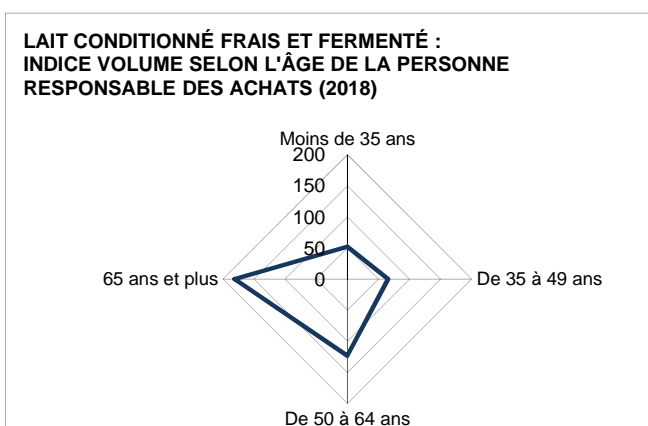 LAIT CONDITIONNÉ FRAIS ET FERMENTÉ :
INDICE VOLUME SELON L'ÂGE DE LA PERSONNE
RESPONSABLE DES ACHATS (2018)
Moins de 35 ans
200
150
100
50
0
65 ans et plus
De 35 à 49 ans
De 50 à 64 ans